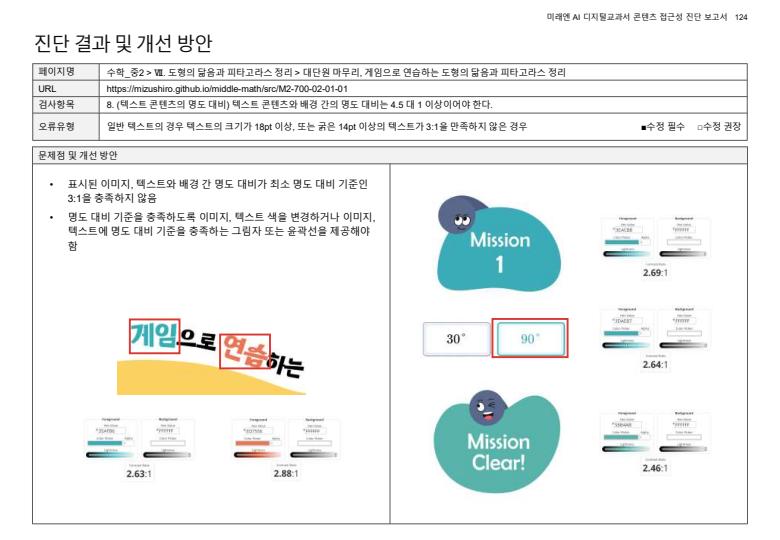 미래엔 AI 디지털교과서 콘텐츠 접근성 진단 보고서 124
진단 결과 및 개선 방안
페이지명 수학_중2 > Ⅶ. 도형의 닮음과 피타고라스 정리 > 대단원 마무리, 게임으로 연습하는 도형의 닮음과 피타고라스 정리
URL https://mizushiro.github.io/middle-math/src/M2-700-02-01-01
검사항목 8. (텍스트 콘텐츠의 명도 대비) 텍스트 콘텐츠와 배경 간의 명도 대비는 4.5 대 1 이상이어야 한다.
오류유형 일반 텍스트의 경우 텍스트의 크기가 18pt 이상, 또는 굵은 14pt 이상의 텍스트가 3:1을 만족하지 않은 경우 ■수정 필수 □수정 권장
문제점 및 개선 방안
• 표시된 이미지, 텍스트와 배경 간 명도 대비가 최소 명도 대비 기준인
3:1을 충족하지 않음
• 명도 대비 기준을 충족하도록 이미지, 텍스트 색을 변경하거나 이미지,
텍스트에 명도 대비 기준을 충족하는 그림자 또는 윤곽선을 제공해야
함
게임으로 연습하는
Foreground Background
Foreground Background
2.63:1
2.88:1
Mission
1
Foreground Background
2.69:1
30°
90°
Foreground Background
2.64:1
Mission
Clear!
Foreground Background
2.46:1